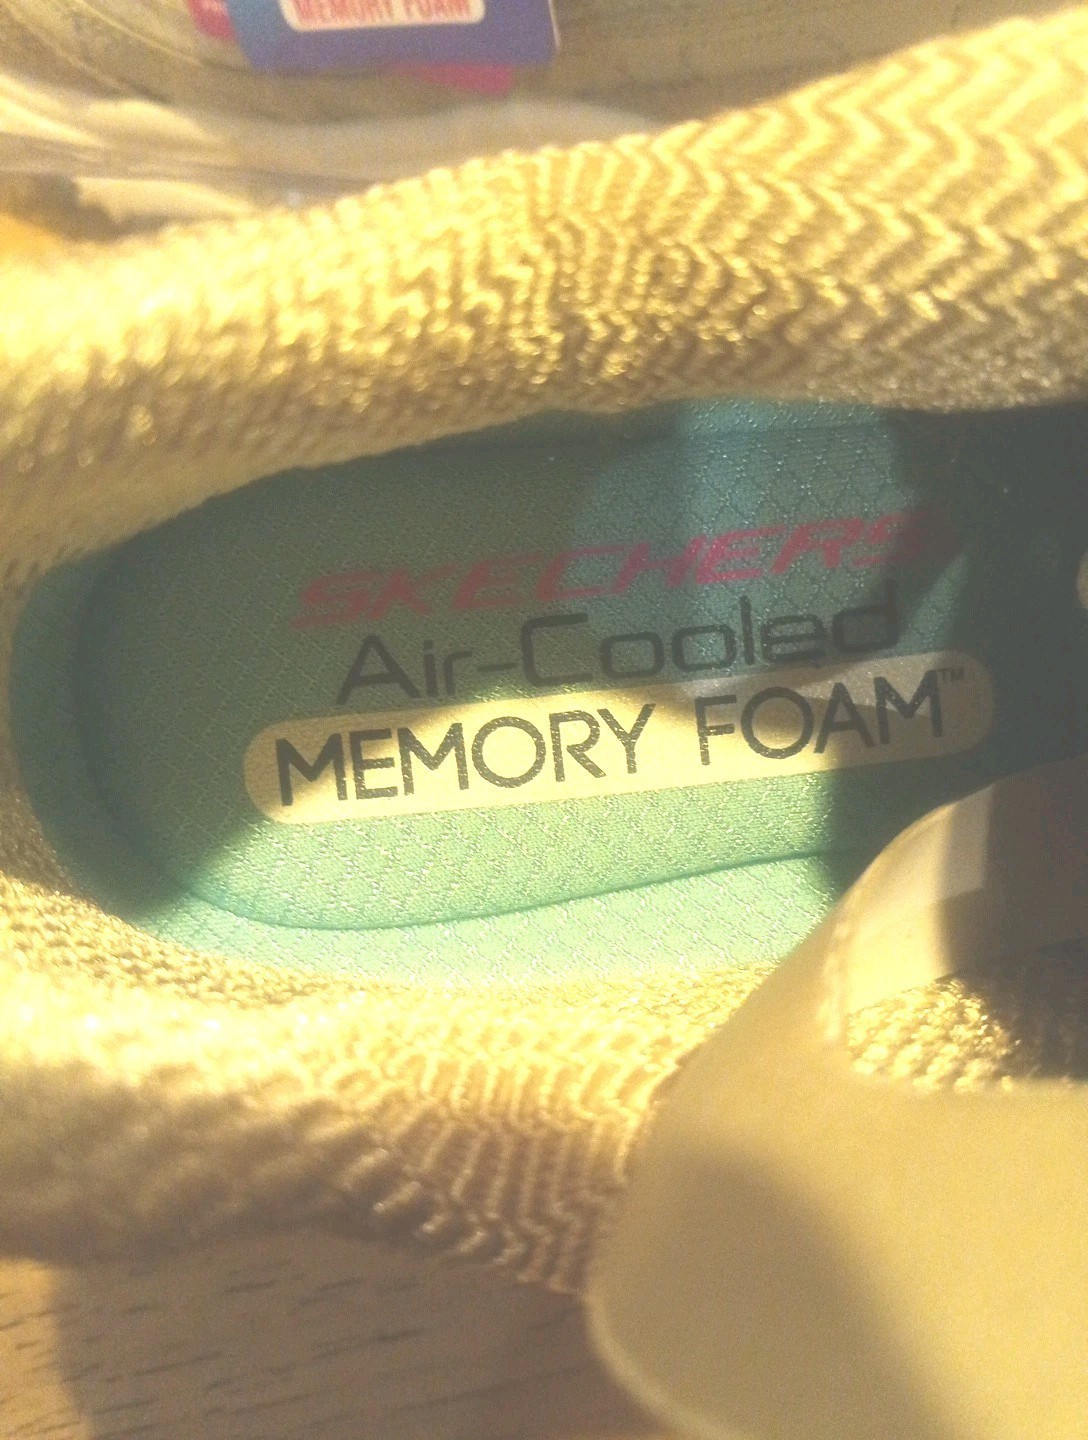 MEMORY FOAM
SKECHERS
Air-Cooled
MEMORY FOAM™